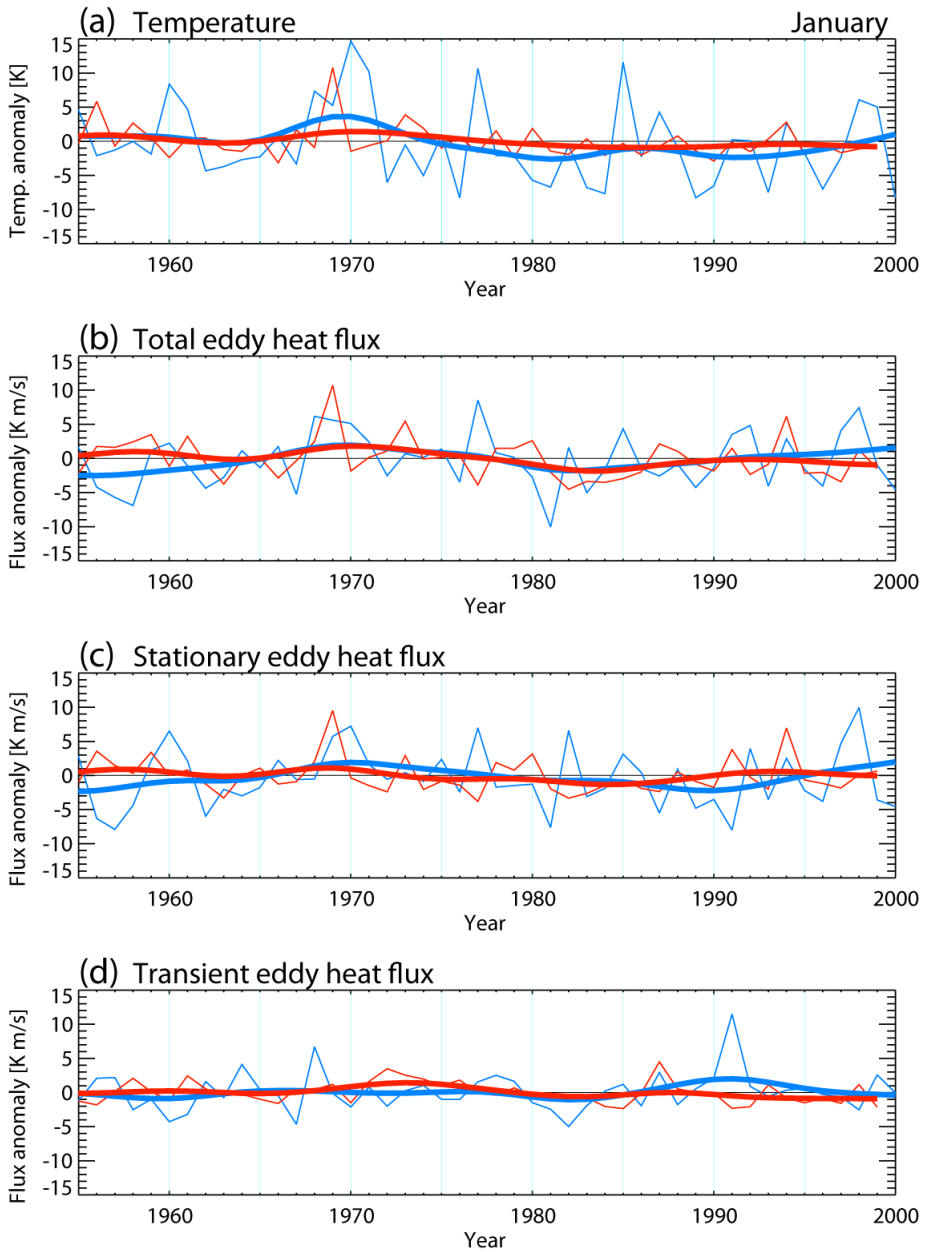 (a) Temperature January
Temp. anomaly [K]
15
10
5
0
-5
-10
-15
1960 1970 1980 1990 2000
Year
(b) Total eddy heat flux
Flux anomaly [K m/s]
15
10
5
0
-5
-10
-15
1960 1970 1980 1990 2000
Year
(c) Stationary eddy heat flux
Flux anomaly [K m/s]
15
10
5
0
-5
-10
-15
1960 1970 1980 1990 2000
Year
(d) Transient eddy heat flux
Flux anomaly [K m/s]
15
10
5
0
-5
-10
-15
1960 1970 1980 1990 2000
Year